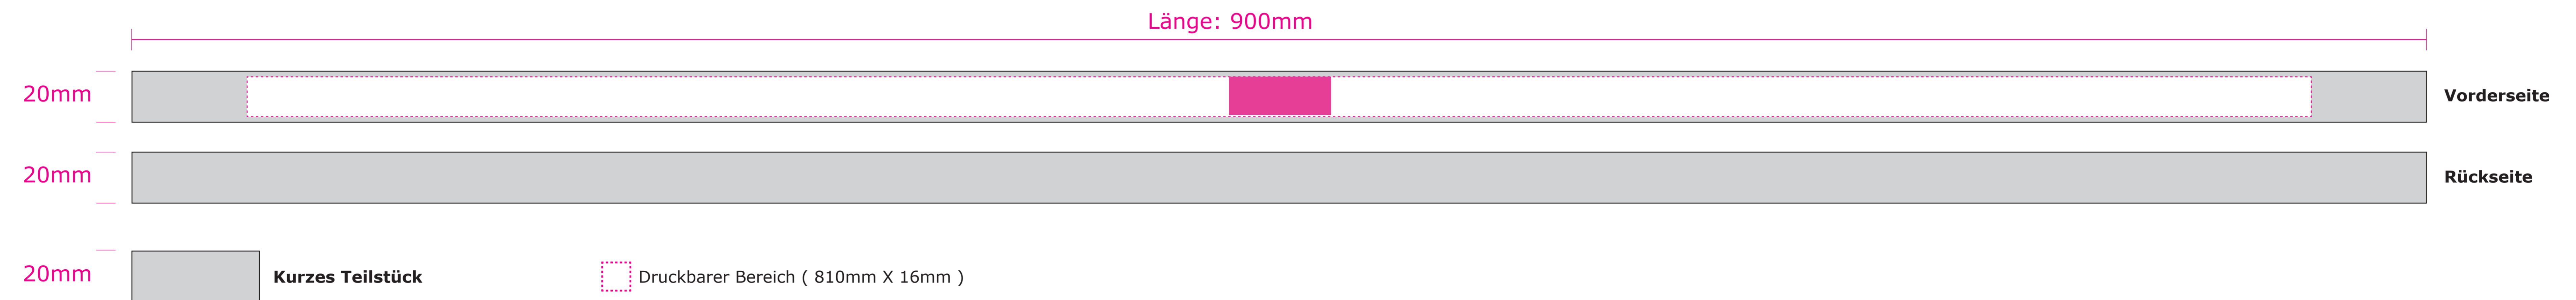 Länge: 900mm
20mm
Vorderseite
20mm
Rückseite
20mm
Kurzes Teilstück
Druckbarer Bereich ( 810mm X 16mm )